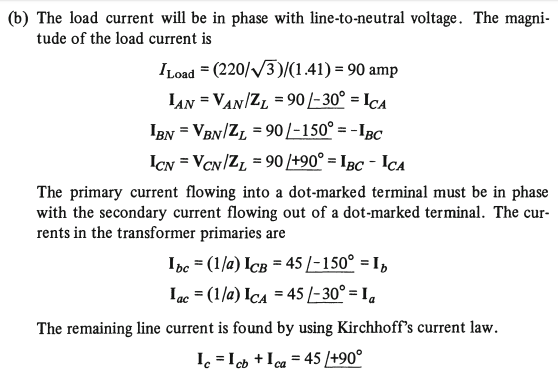 (b) The load current will be in phase with line-to-neutral voltage. The magni-
tude of the load current is
I_Load = (220/√3)/(1.41) = 90 amp
I_AN = V_AN/Z_L = 90 /-30° = I_CA
I_BN = V_BN/Z_L = 90 /-150° = -I_BC
I_CN = V_CN/Z_L = 90 /+90° = I_BC - I_CA
The primary current flowing into a dot-marked terminal must be in phase
with the secondary current flowing out of a dot-marked terminal. The cur-
rents in the transformer primaries are
I_bc = (1/a) I_CB = 45 /-150° = I_b
I_ac = (1/a) I_CA = 45 /-30° = I_a
The remaining line current is found by using Kirchhoff's current law.
I_c = I_cb + I_ca = 45 /+90°